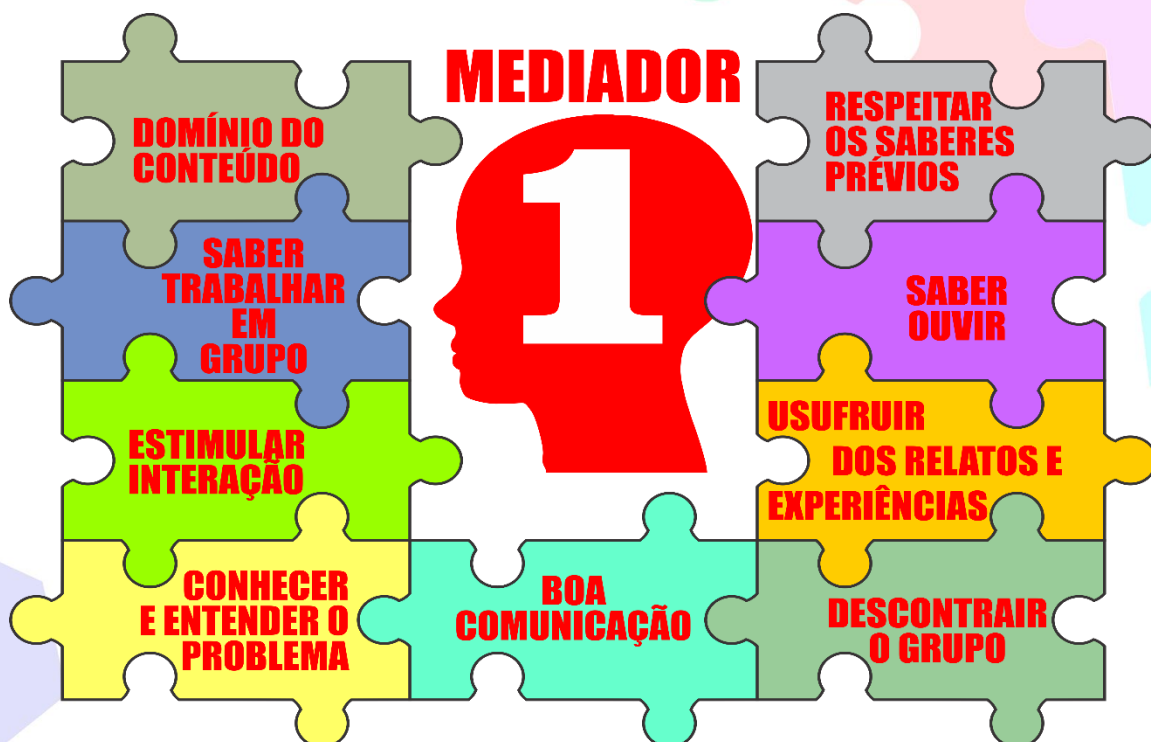 MEDIADOR
1
DOMÍNIO DO
CONTEÚDO
SABER
TRABALHAR
EM
GRUPO
ESTIMULAR
INTERAÇÃO
CONHECER
E ENTENDER O
PROBLEMA
BOA
COMUNICAÇÃO
RESPEITAR
OS SABERES
PRÉVIOS
SABER
OUVIR
USUFRUIR
DOS RELATOS E
EXPERIÊNCIAS
DESCONTRAIR
O GRUPO